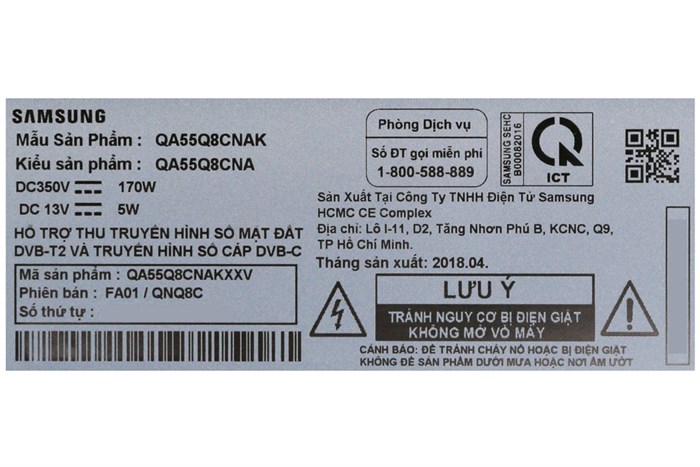 SAMSUNG
Mẫu Sản Phẩm : QA55Q8CNAK
Kiểu sản phẩm : QA55Q8CNA
DC350V 170W
DC 13V 5W
HỖ TRỢ THU TRUYỀN HÌNH SỐ MẶT ĐẤT
DVB-T2 VÀ TRUYỀN HÌNH SỐ CÁP DVB-C
Mã sản phẩm : QA55Q8CNAKXXV
Phiên bản : FA01 / QNQ8C
Số thứ tự :
Phòng Dịch vụ
Số ĐT gọi miễn phí
1-800-588-889
SAMSUNG SEHC
B00082016
ICT
Sản Xuất Tại Công Ty TNHH Điện Tử Samsung
HCMC CE Complex
Địa chỉ: Lô I-11, D2, Tăng Nhơn Phú B, KCNC, Q9,
TP Hồ Chí Minh.
Tháng sản xuất: 2018.04.
LƯU Ý
TRÁNH NGUY CƠ BỊ ĐIỆN GIẬT
KHÔNG MỞ VỎ MÁY
CẢNH BÁO: ĐỂ TRÁNH CHÁY NỔ HOẶC BỊ ĐIỆN GIẬT
KHÔNG ĐỂ SẢN PHẨM DƯỚI MƯA HOẶC NƠI ẨM ƯỚT